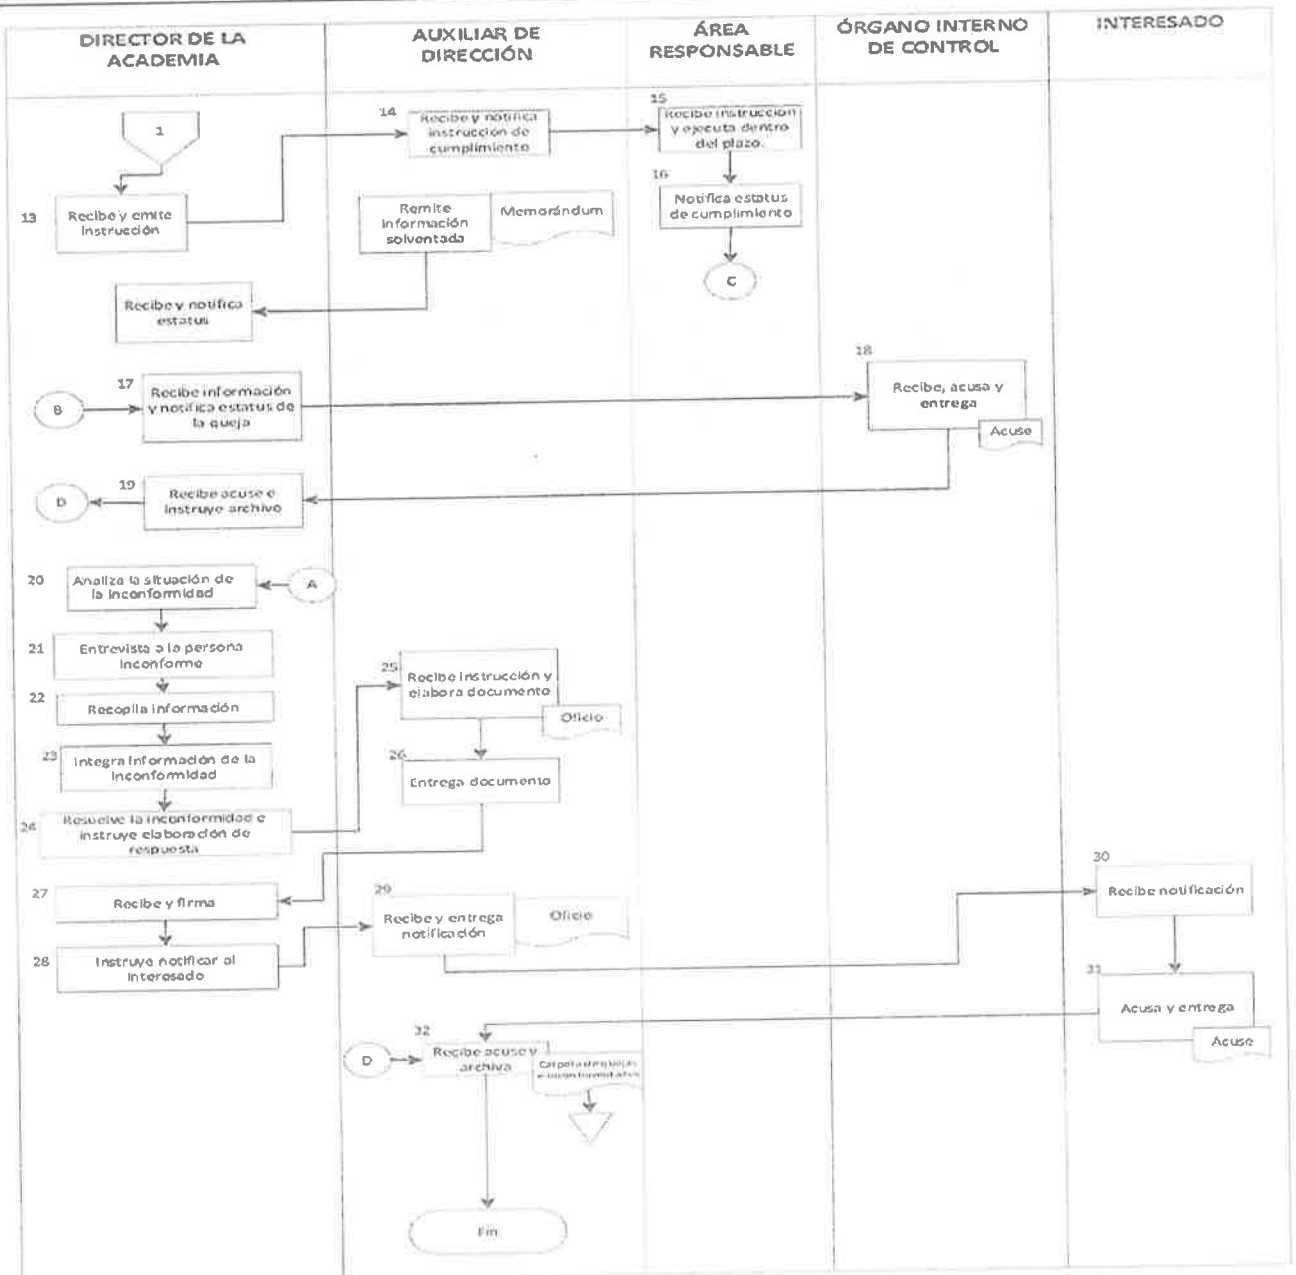 DIRECTOR DE LA
ACADEMIA
AUXILIAR DE
DIRECCIÓN
ÁREA
RESPONSABLE
ÓRGANO INTERNO
DE CONTROL
INTERESADO
1
13
Recibe y emite
instrucción
14
Recibe y notifica
instrucción de
cumplimiento
15
Recibe instrucción
y ejecuta dentro
del plazo.
16
Notifica estatus
de cumplimiento
C
Remite
información
solventada
Memorándum
Recibe y notifica
estatus
B
17
Recibe información
y notifica estatus de
la queja
18
Recibe, acusa y
entrega
Acuse
D
19
Recibe acuse e
instruye archivo
20
Analiza la situación de
la inconformidad
A
21
Entrevista a la persona
inconforme
22
Recopila información
23
Integra información de la
inconformidad
24
Resuelve la inconformidad e
instruye elaboración de
respuesta
25
Recibe instrucción y
elabora documento
Oficio
26
Entrega documento
27
Recibe y firma
28
Instruye notificar al
interesado
29
Recibe y entrega
notificación
Oficio
30
Recibe notificación
31
Acusa y entrega
Acuse
D
32
Recibe acuse y
archiva
Carpeta de quejas
e inconformidades
Fin